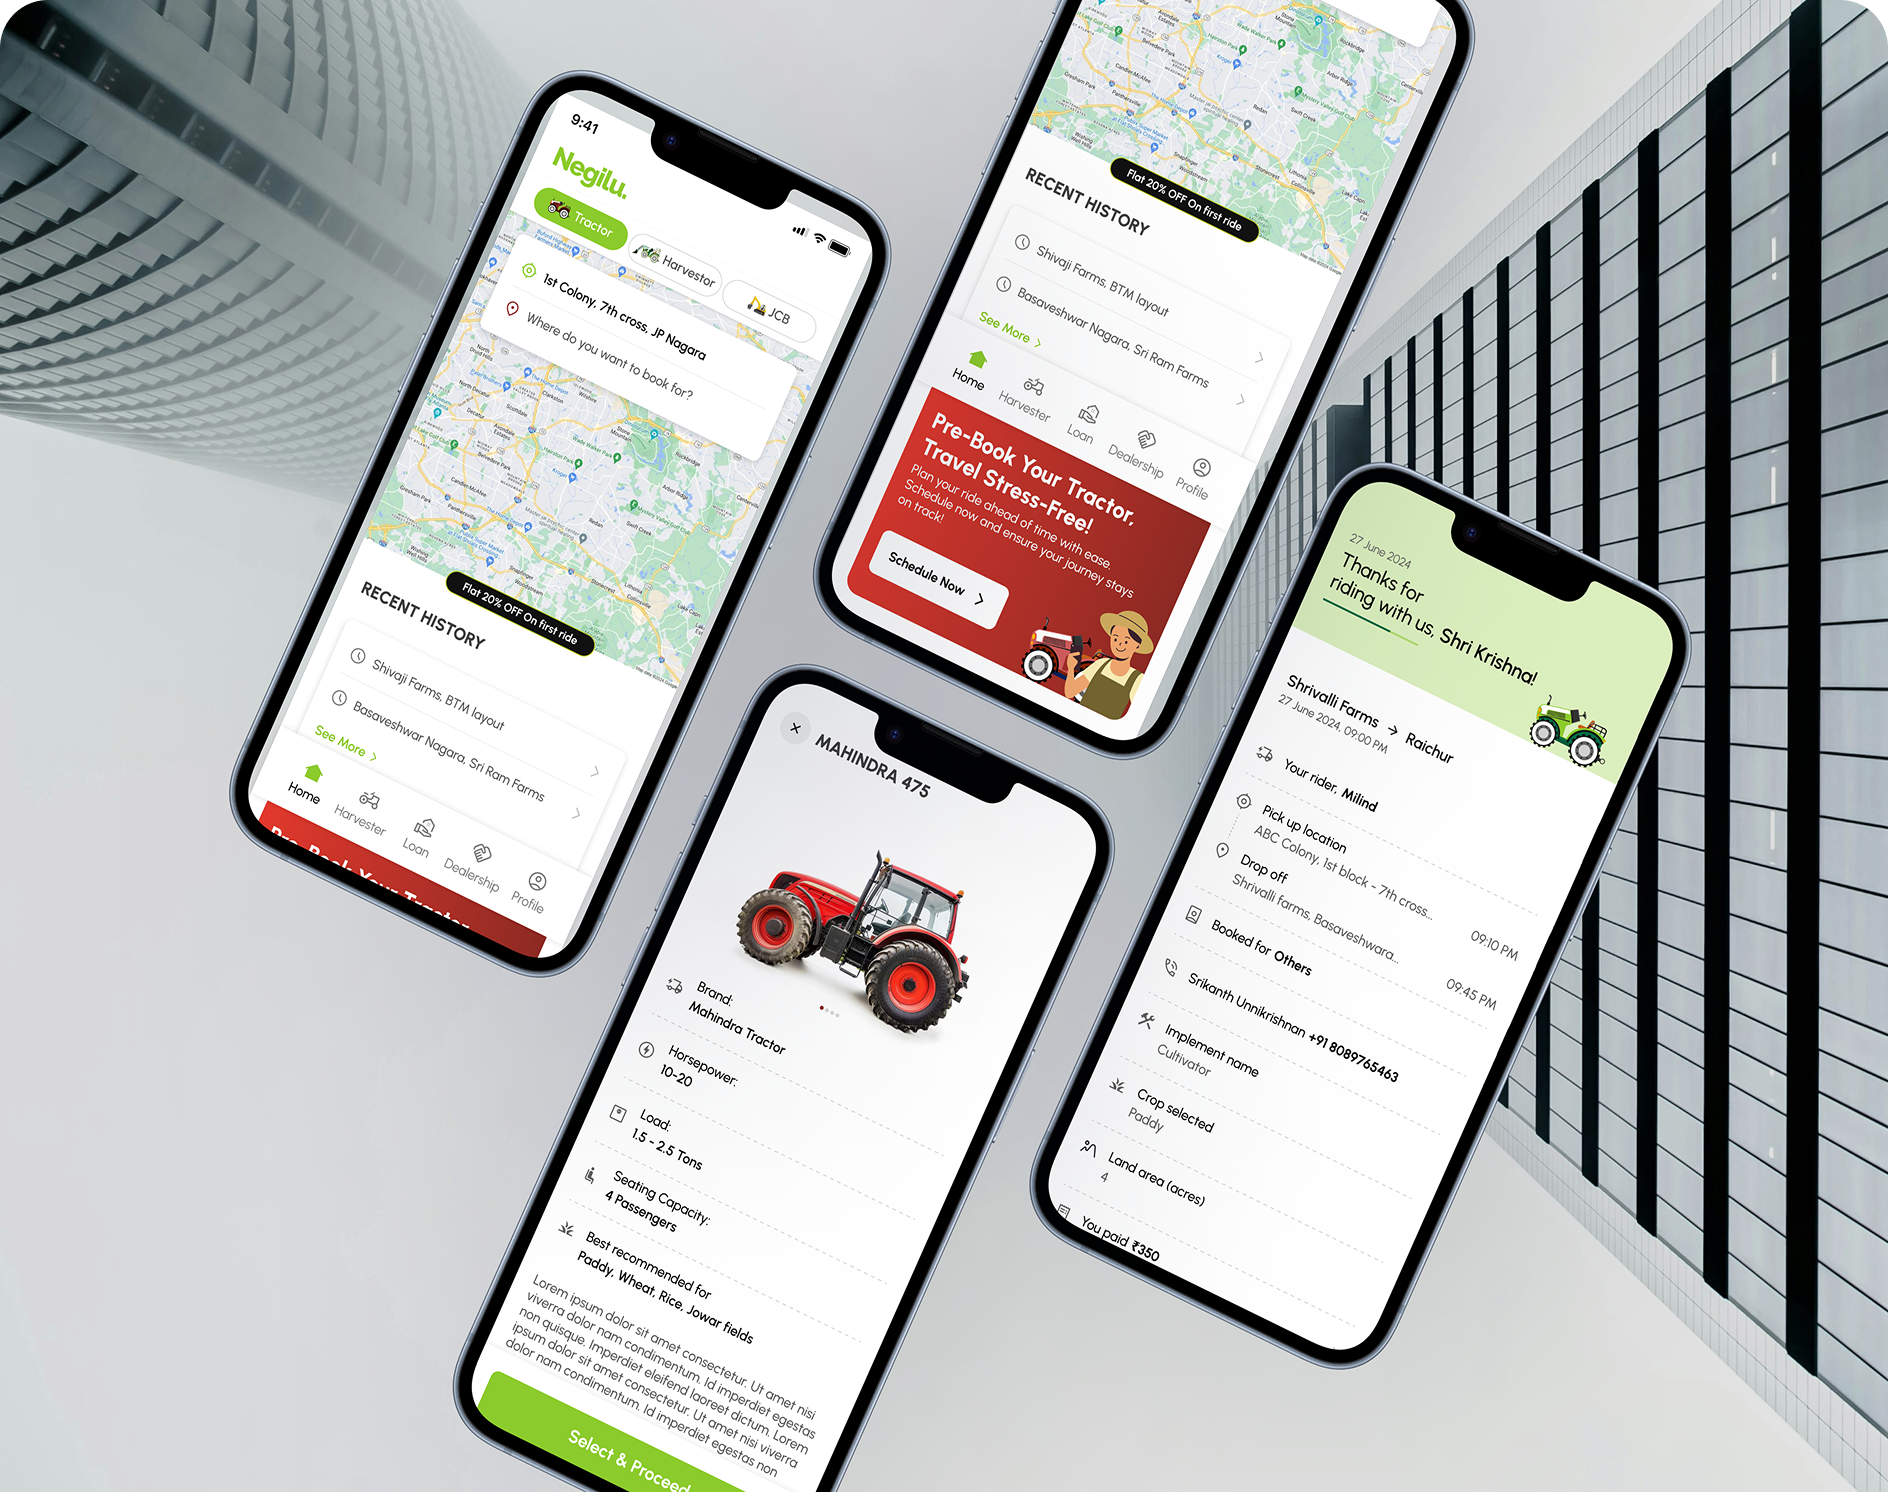 9:41
Negilu.
Tractor
Harvestor
JCB
1st Colony, 7th cross, JP Nagara
Where do you want to book for?
Flat 20% OFF On first ride
RECENT HISTORY
Shivaji Farms, BTM layout
Basaveshwar Nagara, Sri Ram Farms
See More
Home
Harvester
Loan
Dealership
Profile
Pre-Book Your Tractor,
Flat 20% OFF On first ride
RECENT HISTORY
Shivaji Farms, BTM layout
Basaveshwar Nagara, Sri Ram Farms
See More
Home
Harvester
Loan
Dealership
Profile
Pre-Book Your Tractor,
Travel Stress-Free!
Plan your ride ahead of time with ease.
Schedule now and ensure your journey stays
on track!
Schedule Now
MAHINDRA 475
Brand:
Mahindra Tractor
Horsepower:
10-20
Load:
1.5 - 2.5 Tons
Seating Capacity:
4 Passengers
Best recommended for
Paddy, Wheat, Rice, Jowar fields
Lorem ipsum dolor sit amet consectetur. Ut amet nisi
viverra dolor nam condimentum. Id imperdiet egestas
non quisque. Imperdiet eleifend laoreet dictum. Lorem
ipsum dolor sit amet consectetur. Ut amet nisi viverra
dolor nam condimentum. Id imperdiet egestas non
Select & Proceed
27 June 2024
Thanks for
riding with us, Shri Krishna!
Shrivalli Farms → Raichur
27 June 2024, 09:00 PM
Your rider, Milind
Pick up location
ABC Colony, 1st block - 7th cross...
09:10 PM
Drop off
Shrivalli farms, Basaveshwara...
09:45 PM
Booked for Others
Srikanth Unnikrishnan +91 8089765463
Implement name
Cultivator
Crop selected
Paddy
Land area (acres)
4
You paid ₹350